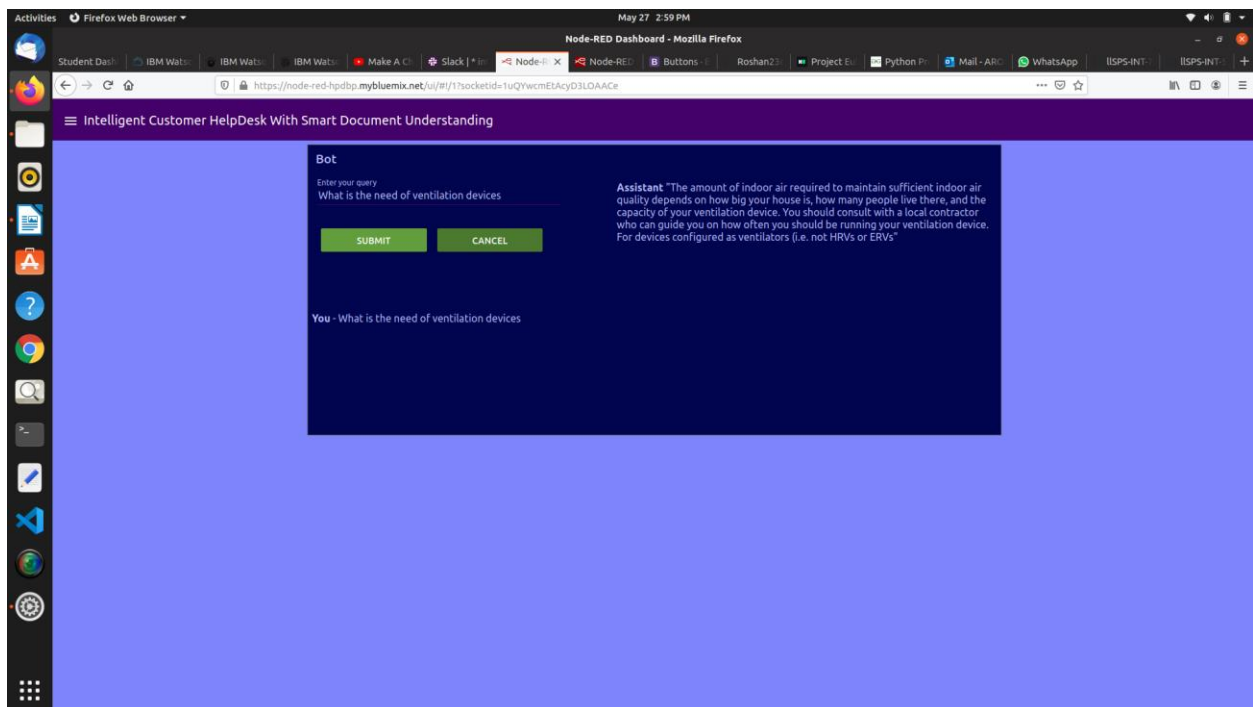 Activities Firefox Web Browser May 27 2:59 PM
Node-RED Dashboard - Mozilla Firefox
Student Dash IBM Wats IBM Wats IBM Wats Make A Ch Slack | * in Node-R Node-RED Buttons - Roshan23 Project Eu Python Pr Mail - ARO WhatsApp llSPS-INT- llSPS-INT-
https://node-red-hpdbp.mybluemix.net/ui/#!/1?socketid=1uQYwcmEtAcyD3LOAACe
Intelligent Customer HelpDesk With Smart Document Understanding
Bot
Enter your query
What is the need of ventilation devices
SUBMIT CANCEL
Assistant "The amount of indoor air required to maintain sufficient indoor air
quality depends on how big your house is, how many people live there, and the
capacity of your ventilation device. You should consult with a local contractor
who can guide you on how often you should be running your ventilation device.
For devices configured as ventilators (i.e. not HRVs or ERVs"
You - What is the need of ventilation devices